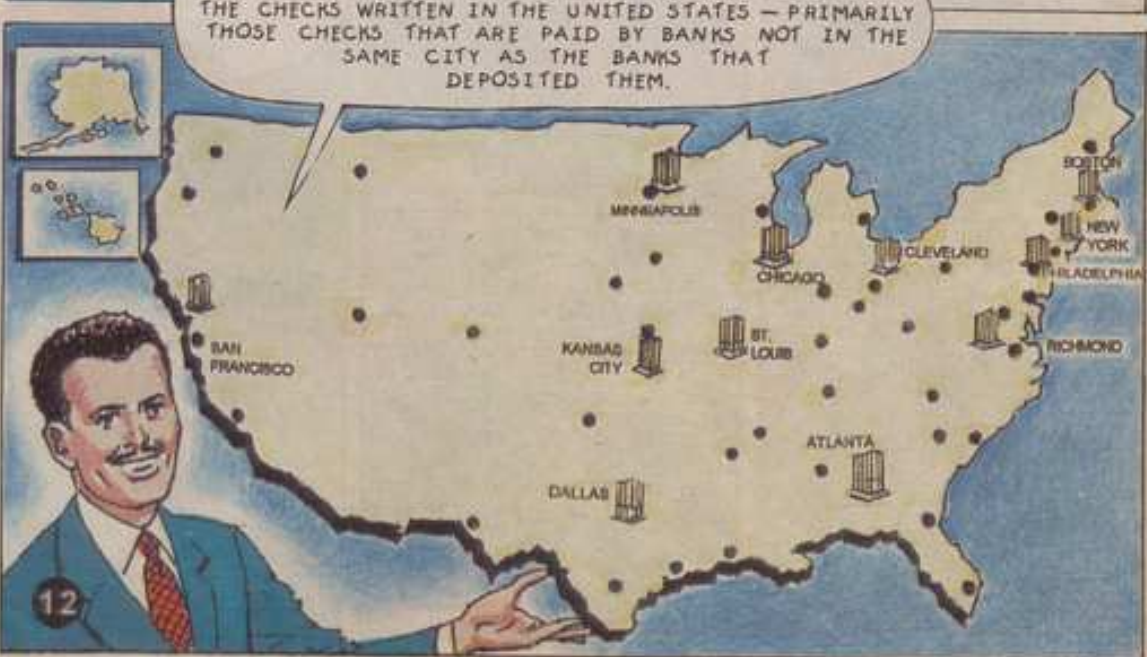 THE CHECKS WRITTEN IN THE UNITED STATES — PRIMARILY
THOSE CHECKS THAT ARE PAID BY BANKS NOT IN THE
SAME CITY AS THE BANKS THAT
DEPOSITED THEM.
BOSTON
MINNEAPOLIS
NEW
YORK
CLEVELAND
CHICAGO
HILADELPHIA
SAN
FRANCISCO
KANSAS
CITY
ST.
LOUIS
RICHMOND
ATLANTA
DALLAS
12